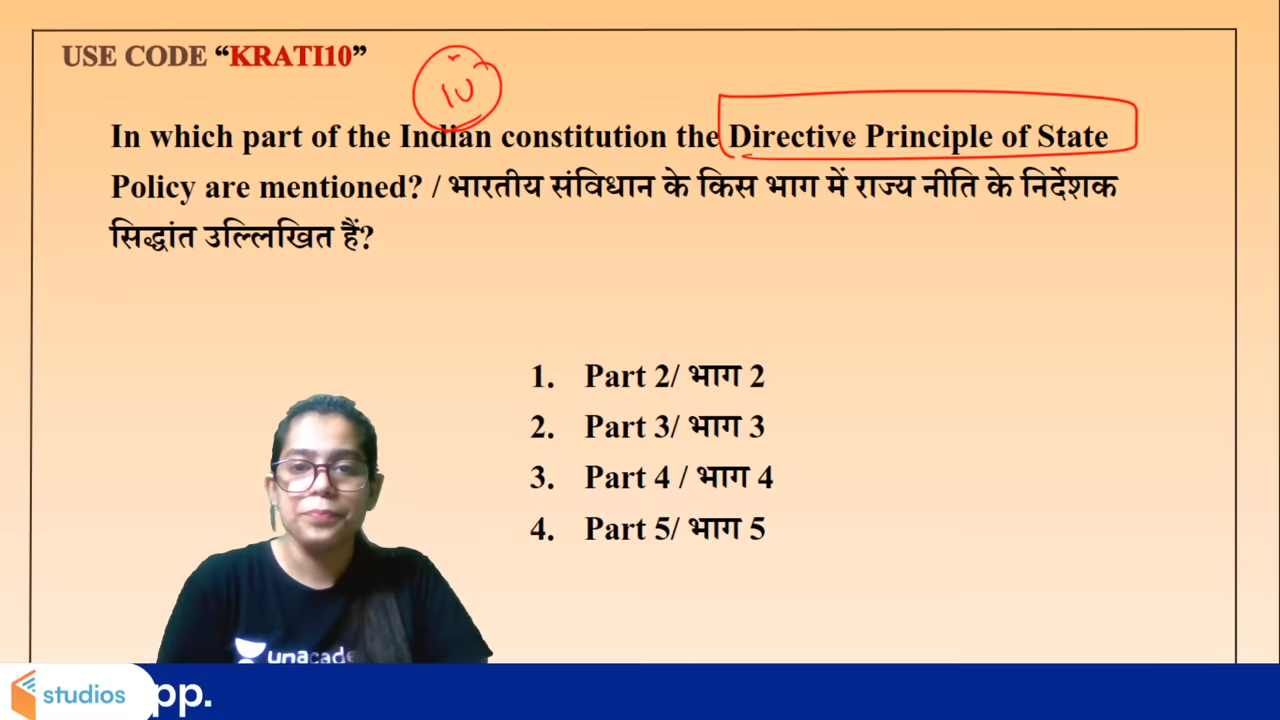 USE CODE “KRATI10”
10
In which part of the Indian constitution the Directive Principle of State
Policy are mentioned? / भारतीय संविधान के किस भाग में राज्य नीति के निर्देशक
सिद्धांत उल्लिखित हैं?
1. Part 2/ भाग 2
2. Part 3/ भाग 3
3. Part 4 / भाग 4
4. Part 5/ भाग 5
unacade
studios
pp.